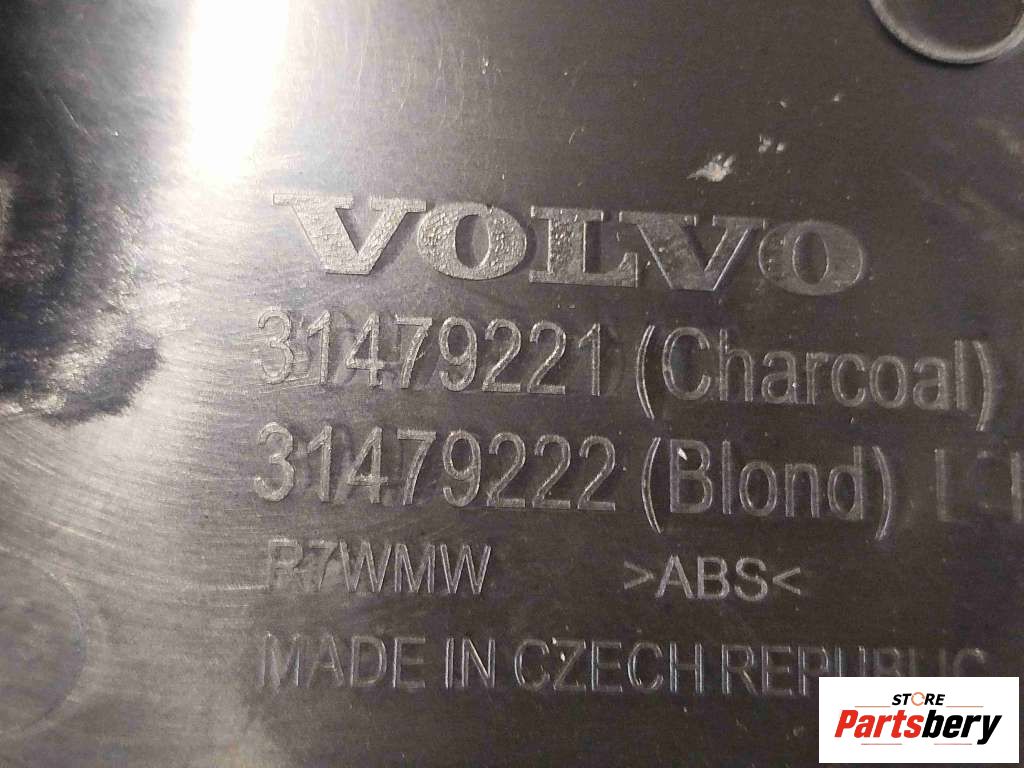 VOLVO
31479221 (Charcoal)
31479222 (Blond)
R7WMW >ABS<
MADE IN CZECH REPUBLIC
STORE
Partsbery